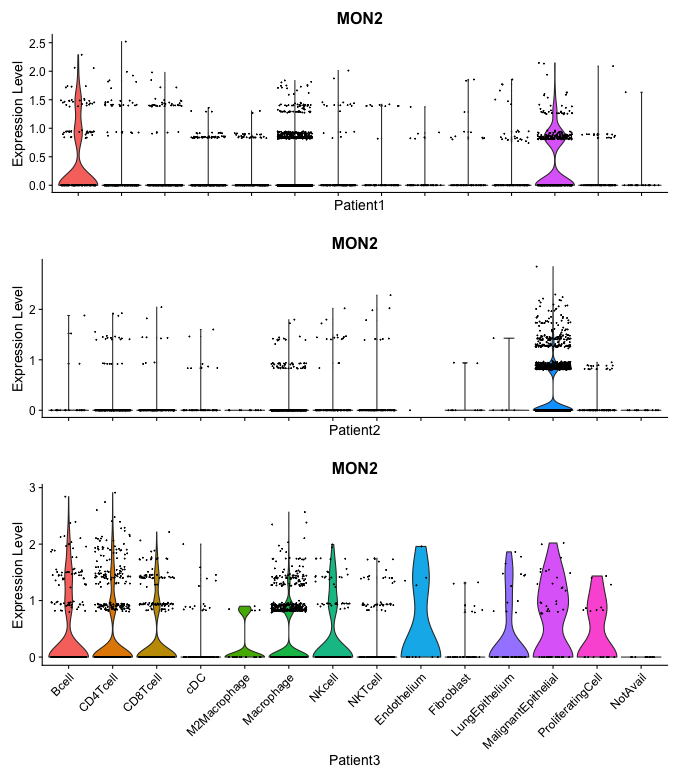 MON2
Expression Level
2.5
2.0
1.5
1.0
0.5
0.0
Patient1
MON2
Expression Level
2
1
0
Patient2
MON2
Expression Level
3
2
1
0
Bcell
CD4Tcell
CD8Tcell
cDC
M2Macrophage
Macrophage
NKcell
NKTcell
Endothelium
Fibroblast
LungEpithelium
MalignantEpithelial
ProliferatingCell
NotAvail
Patient3